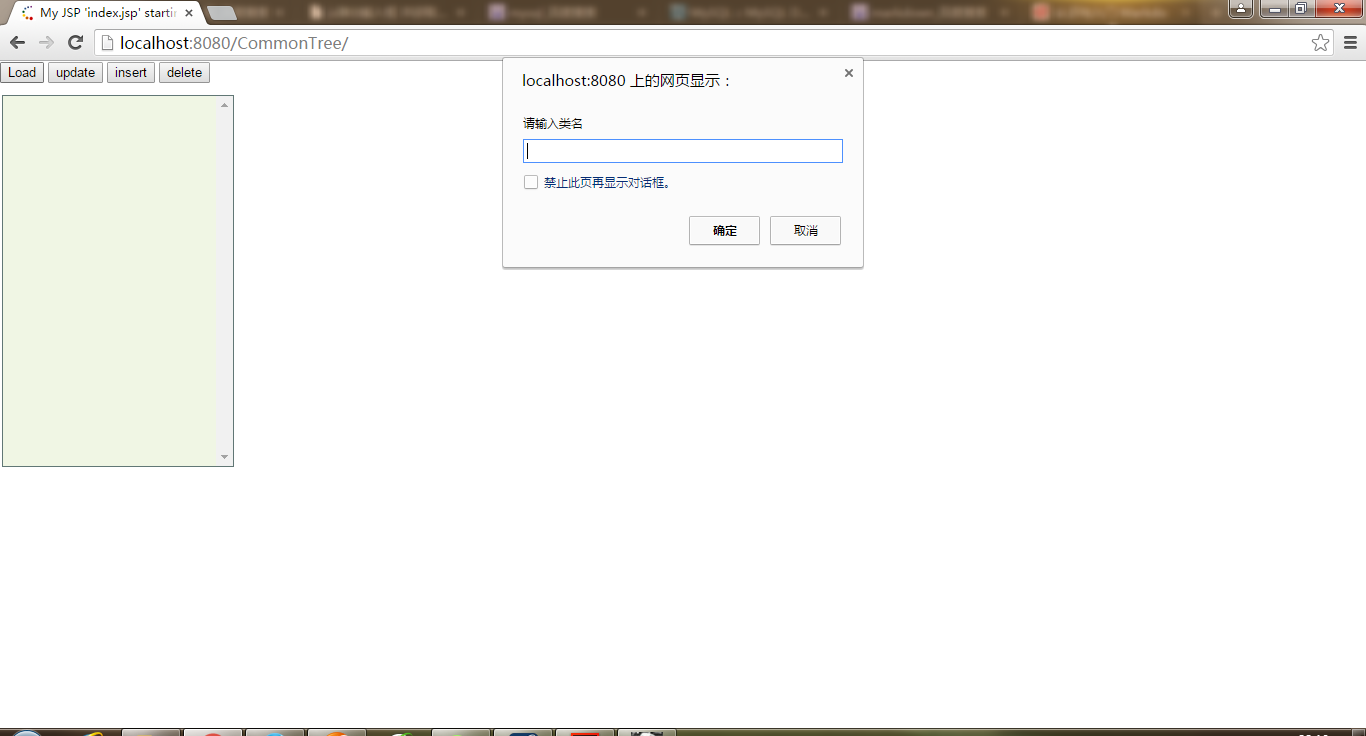 My JSP 'index.jsp' startin
localhost:8080/CommonTree/
Load update insert delete
localhost:8080 上的网页显示：
请输入类名
禁止此页再显示对话框。
确定 取消